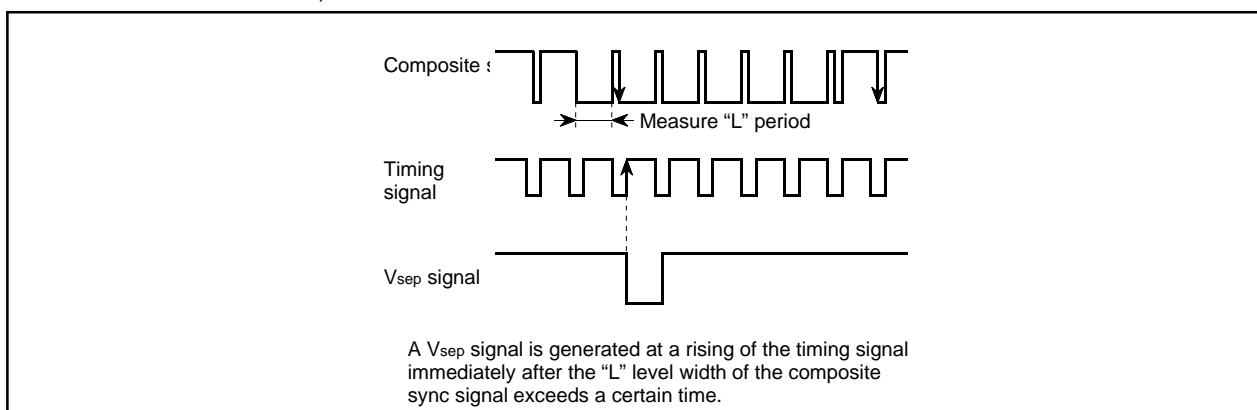 Composite s
Measure “L” period
Timing
signal
Vsep signal
A Vsep signal is generated at a rising of the timing signal
immediately after the “L” level width of the composite
sync signal exceeds a certain time.